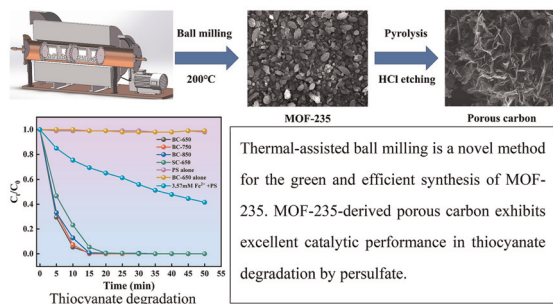 Ball milling
200℃
Pyrolysis
HCl etching
MOF-235
Porous carbon
Ct/C0
1.0
0.8
0.6
0.4
0.2
0.0
BC-650
BC-750
BC-850
SC-650
PS alone
BC-650 alone
3.57mM Fe3+ +PS
0 5 10 15 20 25 30 35 40 45 50 55
Time (min)
Thiocyanate degradation
Thermal-assisted ball milling is a novel method
for the green and efficient synthesis of MOF-
235. MOF-235-derived porous carbon exhibits
excellent catalytic performance in thiocyanate
degradation by persulfate.